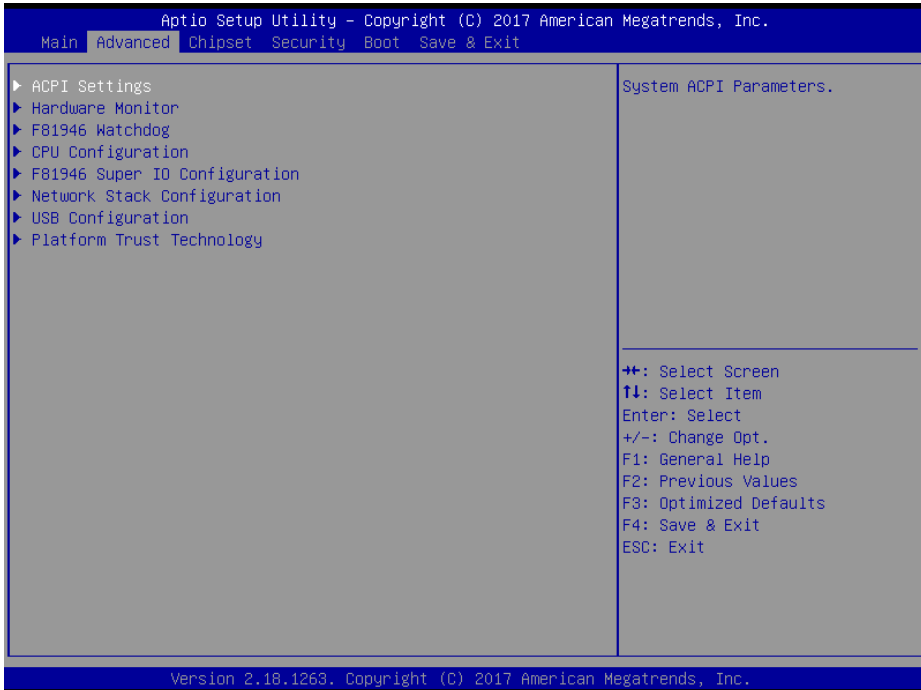 Aptio Setup Utility – Copyright (C) 2017 American Megatrends, Inc.
Main Advanced Chipset Security Boot Save & Exit
▶ ACPI Settings
▶ Hardware Monitor
▶ F81946 Watchdog
▶ CPU Configuration
▶ F81946 Super IO Configuration
▶ Network Stack Configuration
▶ USB Configuration
▶ Platform Trust Technology
System ACPI Parameters.
→←: Select Screen
↑↓: Select Item
Enter: Select
+/-: Change Opt.
F1: General Help
F2: Previous Values
F3: Optimized Defaults
F4: Save & Exit
ESC: Exit
Version 2.18.1263. Copyright (C) 2017 American Megatrends, Inc.